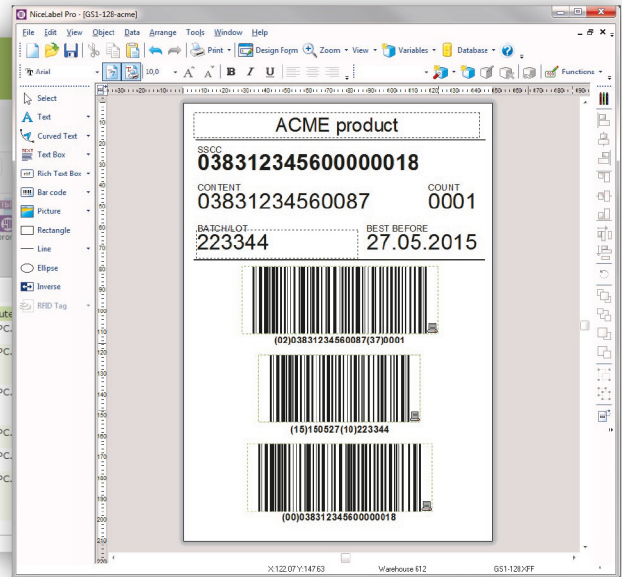 NiceLabel Pro - [GS1-128-acme]
File Edit View Object Data Arrange Tools Window Help
Print Design Form Zoom View Variables Database
Arial 10,0 B I U Functions
Select
Text
Curved Text
Text Box
Rich Text Box
Bar code
Picture
Rectangle
Line
Ellipse
Inverse
RFID Tag
ACME product
SSCC
038312345600000018
CONTENT COUNT
03831234560087 0001
BATCH/LOT BEST BEFORE
223344 27.05.2015
(02)03831234560087(37)0001
(15)150527(10)223344
(00)038312345600000018
X:122.07 Y:147.63 Warehouse 612 GS1-128.XFF